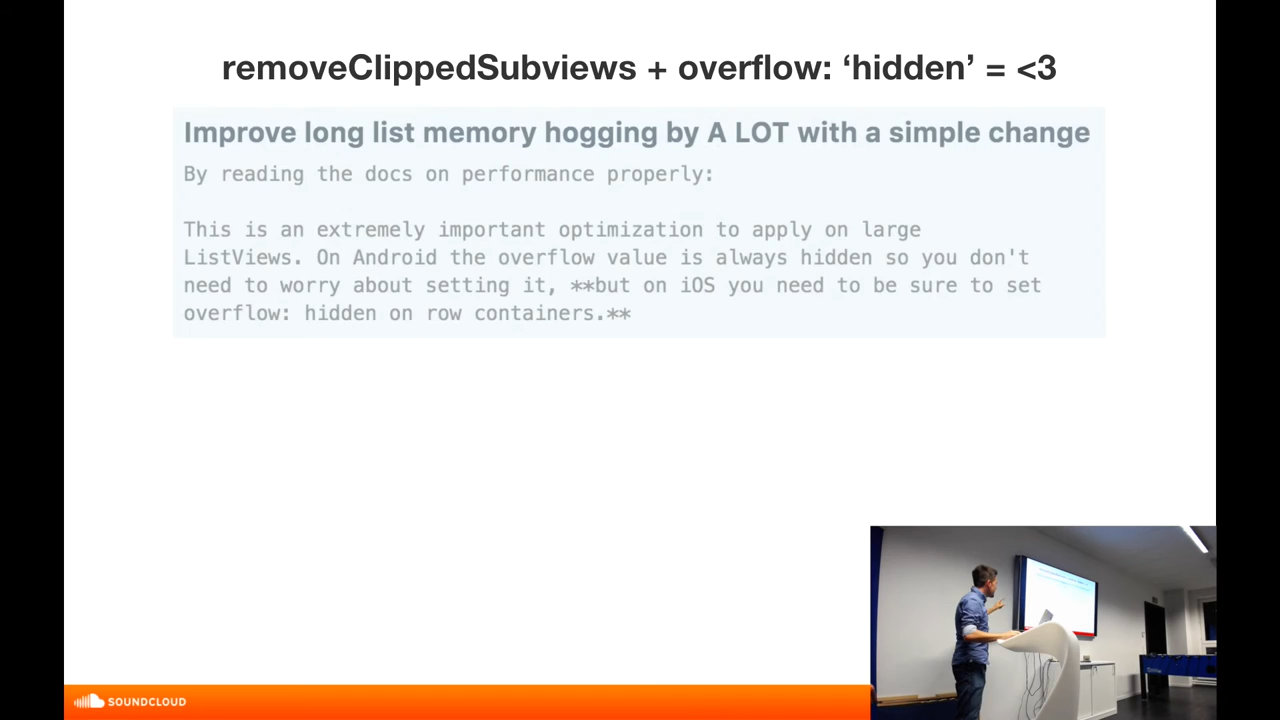 removeClippedSubviews + overflow: ‘hidden’ = <3
Improve long list memory hogging by A LOT with a simple change
By reading the docs on performance properly:
This is an extremely important optimization to apply on large
ListViews. On Android the overflow value is always hidden so you don't
need to worry about setting it, **but on iOS you need to be sure to set
overflow: hidden on row containers.**
SOUNDCLOUD